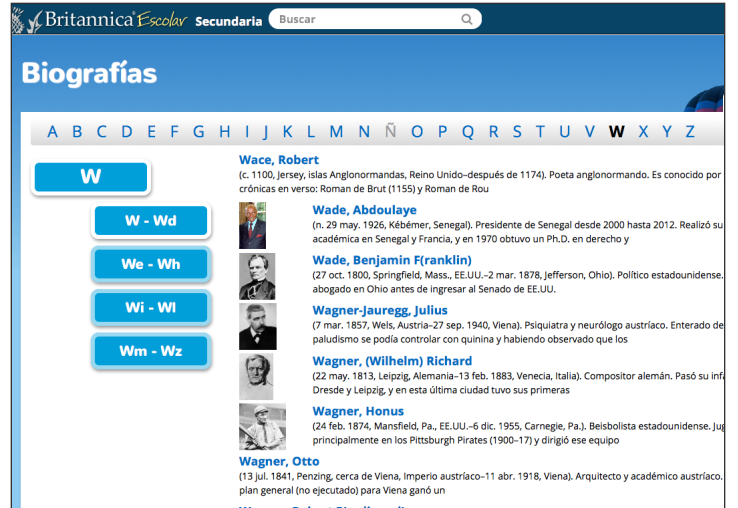 Britannica Escolar Secundaria Buscar
Biografías
A B C D E F G H I J K L M N Ñ O P Q R S T U V W X Y Z
W
W - Wd
We - Wh
Wi - Wl
Wm - Wz
Wace, Robert
(c. 1100, Jersey, islas Anglonormandas, Reino Unido–después de 1174). Poeta anglonormando. Es conocido por
crónicas en verso: Roman de Brut (1155) y Roman de Rou
Wade, Abdoulaye
(n. 29 may. 1926, Kébémer, Senegal). Presidente de Senegal desde 2000 hasta 2012. Realizó su
académica en Senegal y Francia, y en 1970 obtuvo un Ph.D. en derecho y
Wade, Benjamin F(ranklin)
(27 oct. 1800, Springfield, Mass., EE.UU.–2 mar. 1878, Jefferson, Ohio). Político estadounidense.
abogado en Ohio antes de ingresar al Senado de EE.UU.
Wagner-Jauregg, Julius
(7 mar. 1857, Wels, Austria–27 sep. 1940, Viena). Psiquiatra y neurólogo austríaco. Enterado de
paludismo se podía controlar con quinina y habiendo observado que los
Wagner, (Wilhelm) Richard
(22 may. 1813, Leipzig, Alemania–13 feb. 1883, Venecia, Italia). Compositor alemán. Pasó su
Dresde y Leipzig, y en esta última ciudad tuvo sus primeras
Wagner, Honus
(24 feb. 1874, Mansfield, Pa., EE.UU.–6 dic. 1955, Carnegie, Pa.). Beisbolista estadounidense.
principalmente en los Pittsburgh Pirates (1900–17) y dirigió ese equipo
Wagner, Otto
(13 jul. 1841, Penzing, cerca de Viena, Imperio austríaco–11 abr. 1918, Viena). Arquitecto y académico austríaco.
plan general (no ejecutado) para Viena ganó un